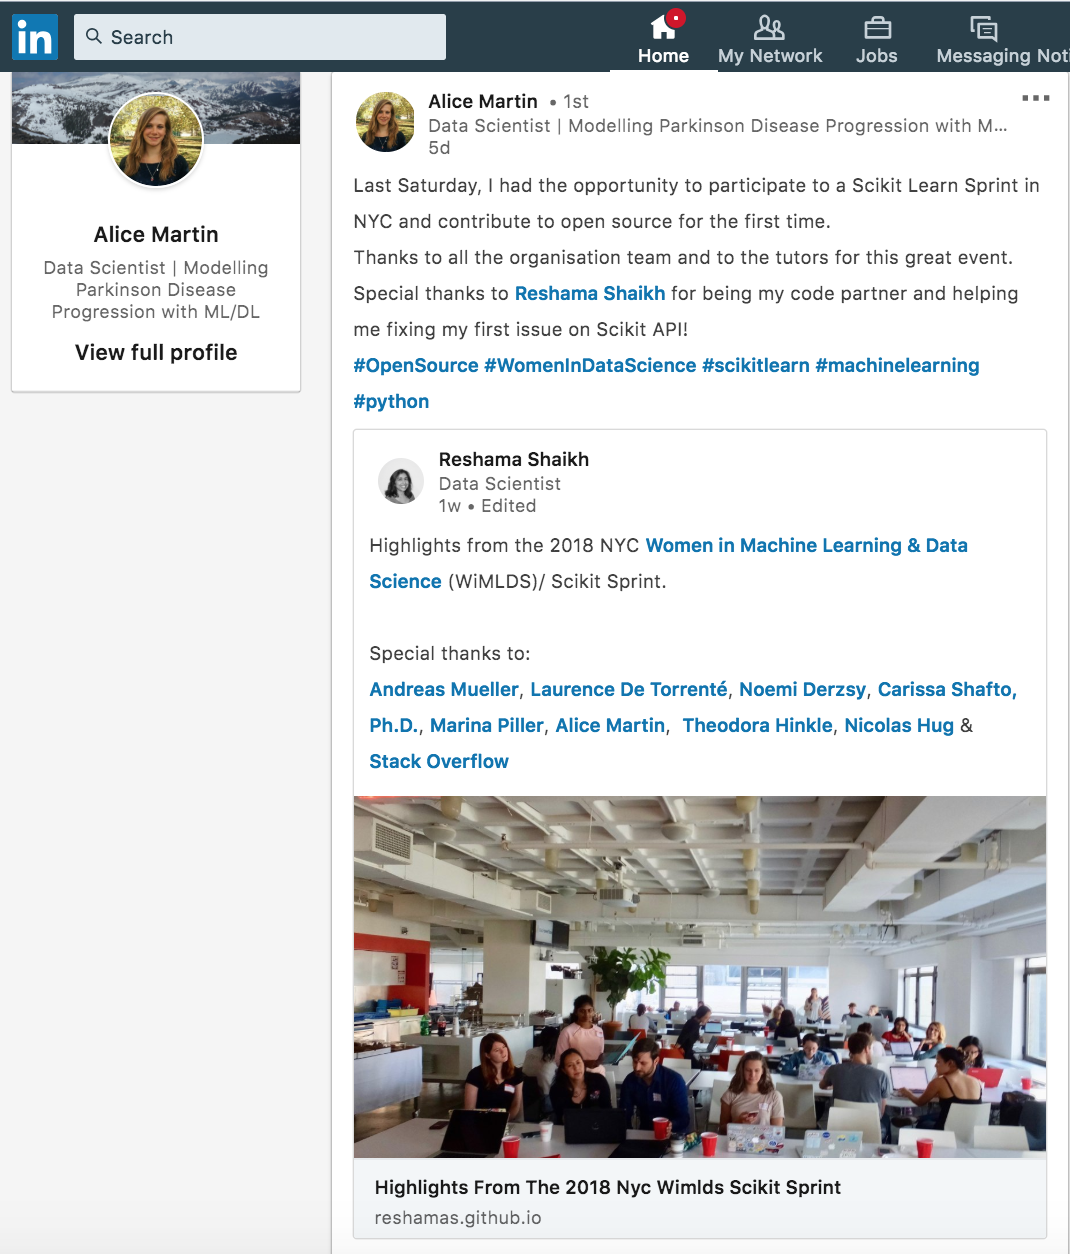 in
Search
Home
My Network
Jobs
Messaging
Noti
Alice Martin
Data Scientist | Modelling
Parkinson Disease
Progression with ML/DL
View full profile
Alice Martin • 1st
Data Scientist | Modelling Parkinson Disease Progression with M...
5d
Last Saturday, I had the opportunity to participate to a Scikit Learn Sprint in
NYC and contribute to open source for the first time.
Thanks to all the organisation team and to the tutors for this great event.
Special thanks to Reshama Shaikh for being my code partner and helping
me fixing my first issue on Scikit API!
#OpenSource #WomenInDataScience #scikitlearn #machinelearning
#python
Reshama Shaikh
Data Scientist
1w • Edited
Highlights from the 2018 NYC Women in Machine Learning & Data
Science (WiMLDS)/ Scikit Sprint.
Special thanks to:
Andreas Mueller, Laurence De Torrenté, Noemi Derzsy, Carissa Shafto,
Ph.D., Marina Piller, Alice Martin,  Theodora Hinkle, Nicolas Hug &
Stack Overflow
Highlights From The 2018 Nyc Wimlds Scikit Sprint
reshamas.github.io